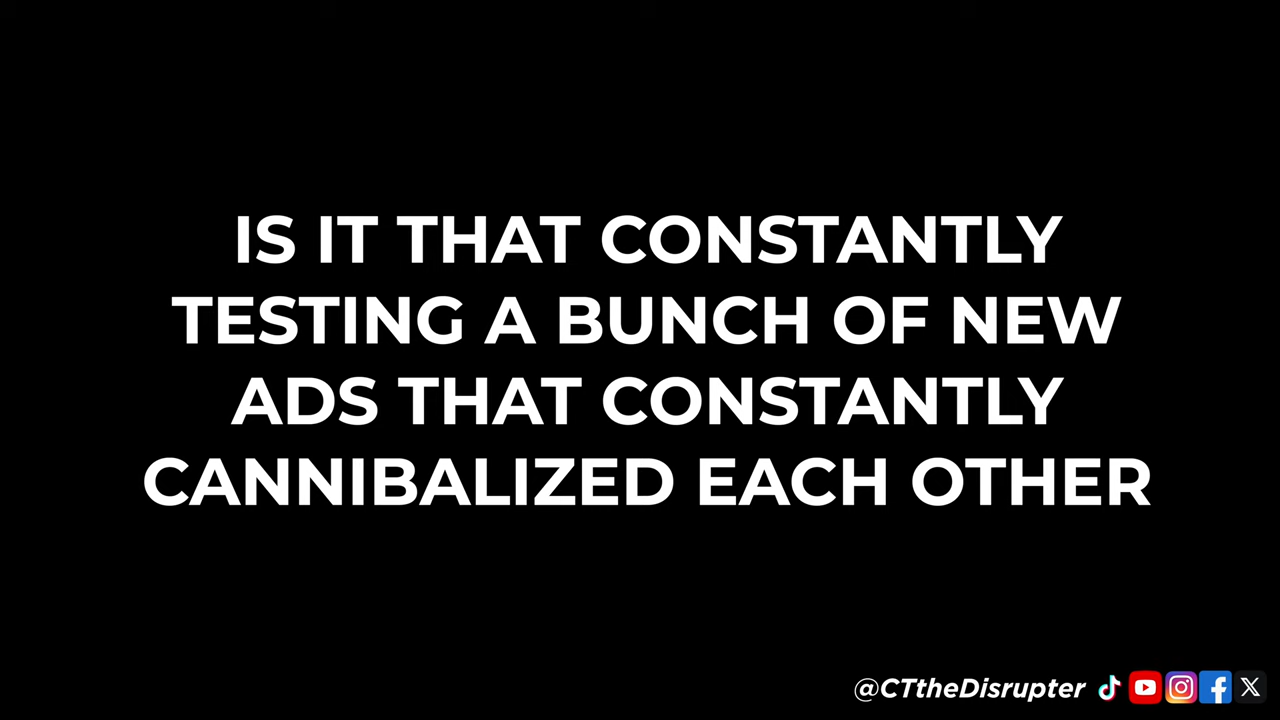 IS IT THAT CONSTANTLY
TESTING A BUNCH OF NEW
ADS THAT CONSTANTLY
CANNIBALIZED EACH OTHER
@CTtheDisrupter